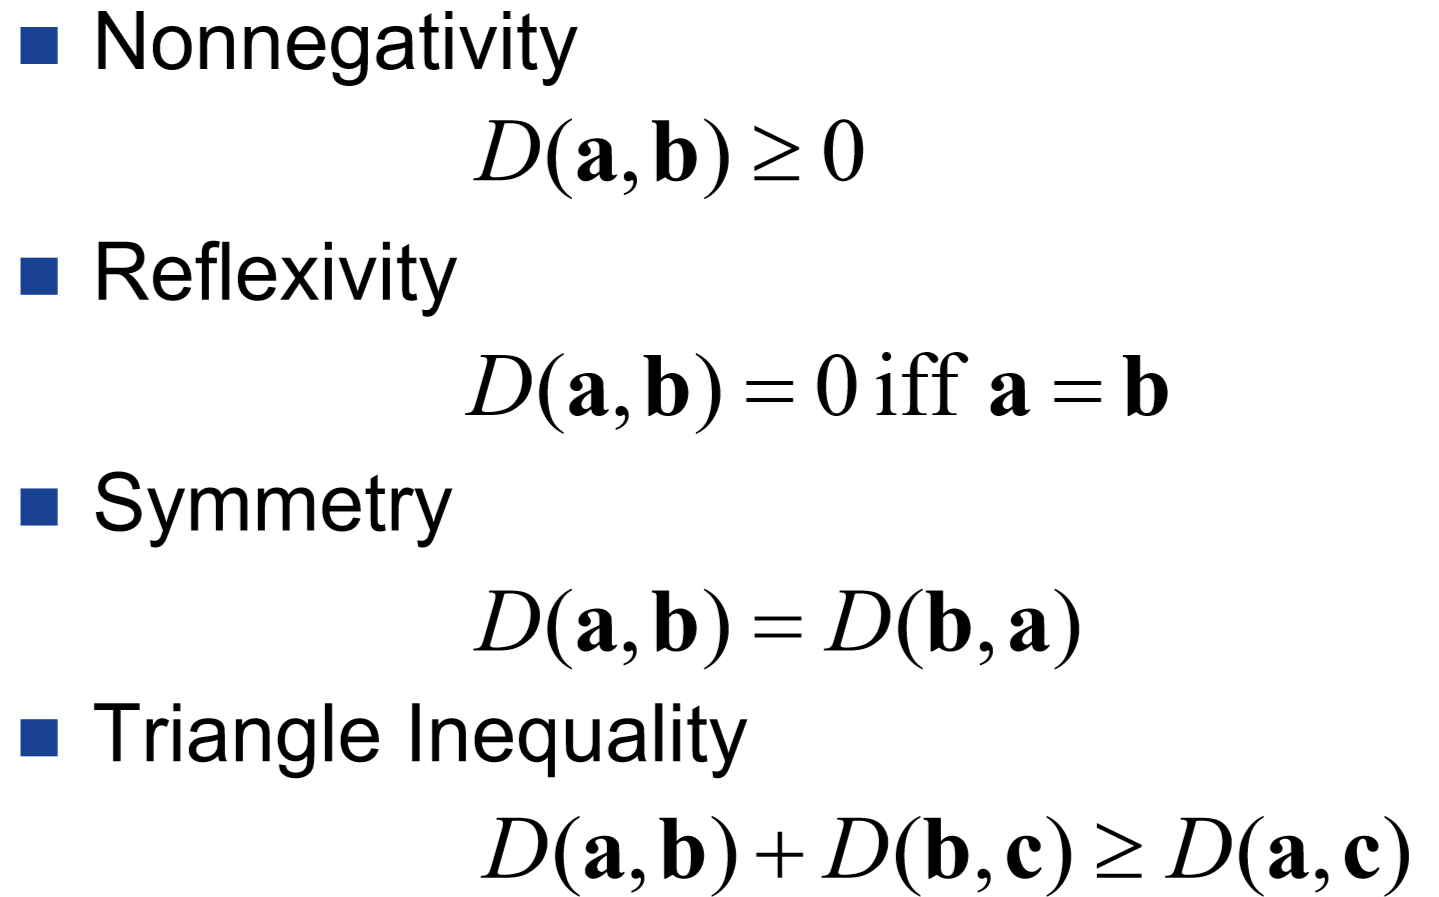 Nonnegativity
D(a,b) ≥ 0
Reflexivity
D(a,b) = 0 iff a = b
Symmetry
D(a,b) = D(b,a)
Triangle Inequality
D(a,b) + D(b,c) ≥ D(a,c)